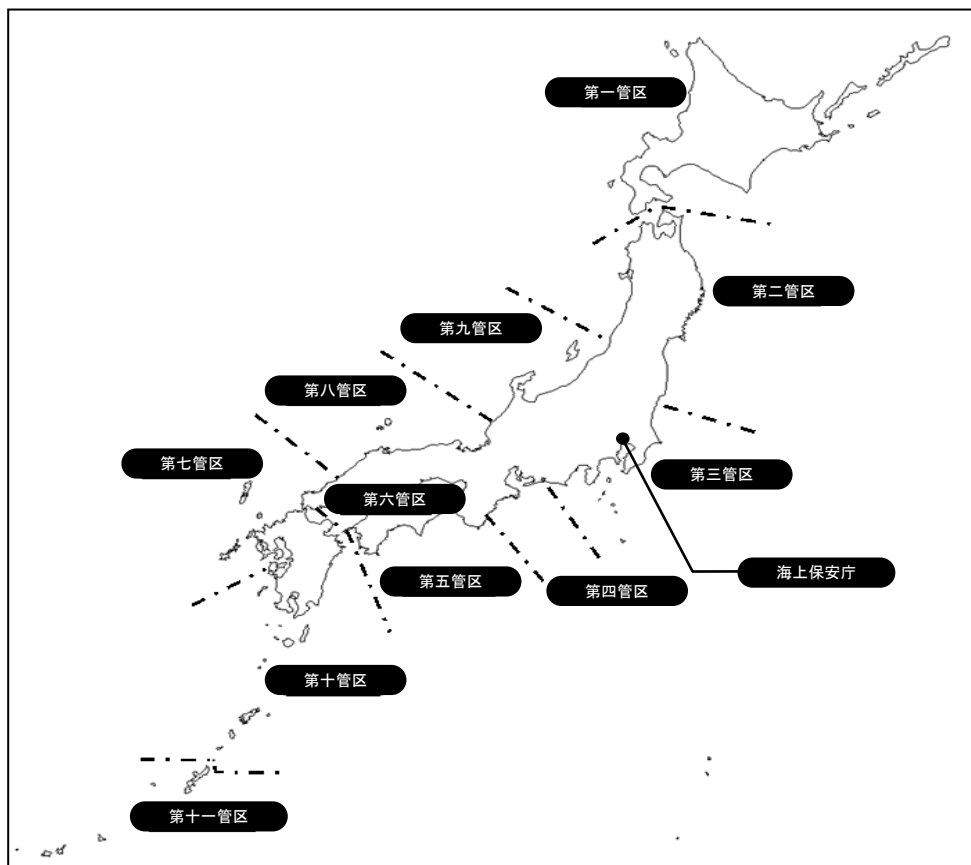 第一管区
第二管区
第九管区
第八管区
第七管区
第三管区
第六管区
海上保安庁
第五管区
第四管区
第十管区
第十一管区